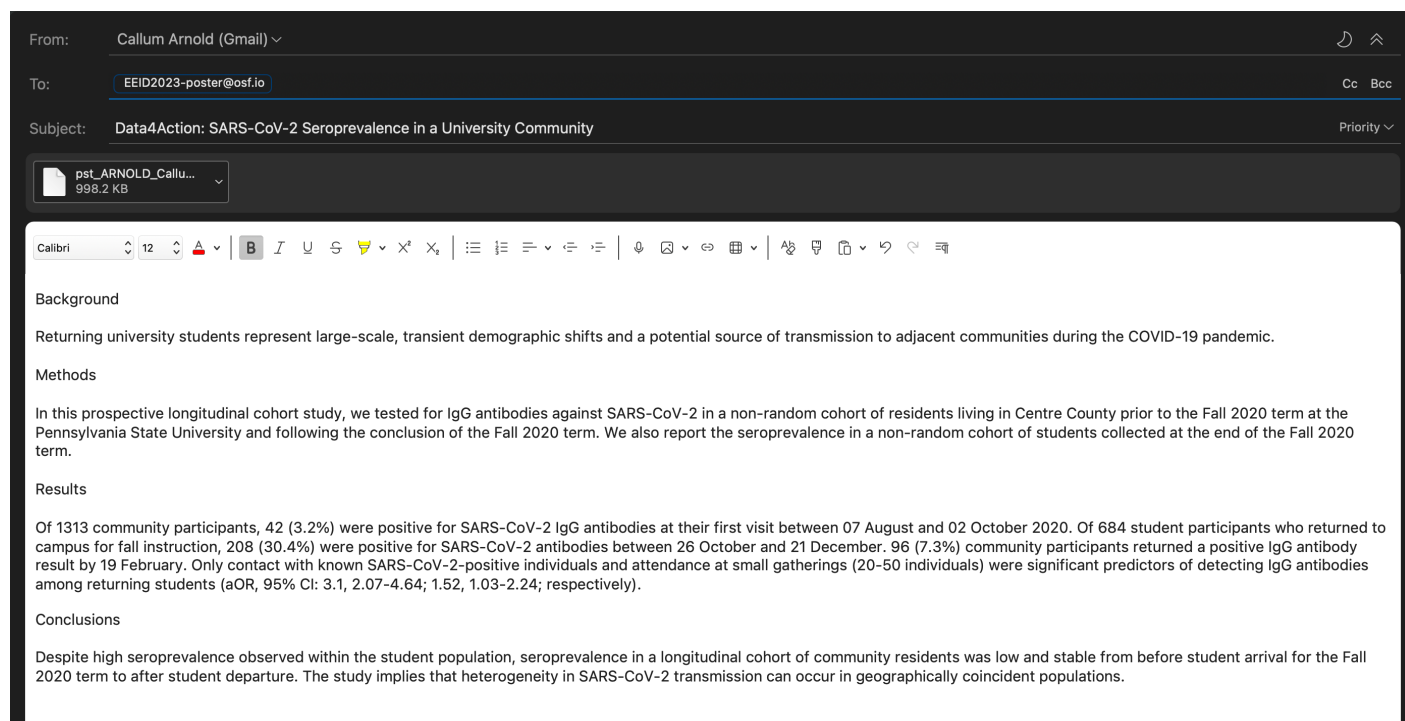 From: Callum Arnold (Gmail)
To: EEID2023-poster@osf.io Cc Bcc
Subject: Data4Action: SARS-CoV-2 Seroprevalence in a University Community Priority
pst_ARNOLD_Callu...
998.2 KB
Calibri 12 A B I U S X² X₂
Background
Returning university students represent large-scale, transient demographic shifts and a potential source of transmission to adjacent communities during the COVID-19 pandemic.
Methods
In this prospective longitudinal cohort study, we tested for IgG antibodies against SARS-CoV-2 in a non-random cohort of residents living in Centre County prior to the Fall 2020 term at the
Pennsylvania State University and following the conclusion of the Fall 2020 term. We also report the seroprevalence in a non-random cohort of students collected at the end of the Fall 2020
term.
Results
Of 1313 community participants, 42 (3.2%) were positive for SARS-CoV-2 IgG antibodies at their first visit between 07 August and 02 October 2020. Of 684 student participants who returned to
campus for fall instruction, 208 (30.4%) were positive for SARS-CoV-2 antibodies between 26 October and 21 December. 96 (7.3%) community participants returned a positive IgG antibody
result by 19 February. Only contact with known SARS-CoV-2-positive individuals and attendance at small gatherings (20-50 individuals) were significant predictors of detecting IgG antibodies
among returning students (aOR, 95% CI: 3.1, 2.07-4.64; 1.52, 1.03-2.24; respectively).
Conclusions
Despite high seroprevalence observed within the student population, seroprevalence in a longitudinal cohort of community residents was low and stable from before student arrival for the Fall
2020 term to after student departure. The study implies that heterogeneity in SARS-CoV-2 transmission can occur in geographically coincident populations.